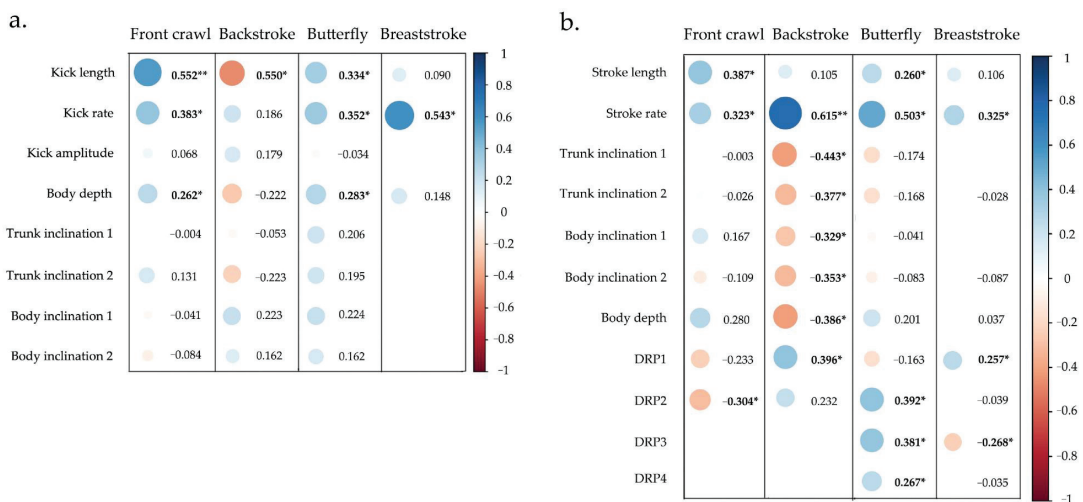 a.
Front crawl Backstroke Butterfly Breaststroke
Kick length 0.552** 0.550* 0.334* 0.090
Kick rate 0.383* 0.186 0.352* 0.543*
Kick amplitude 0.068 0.179 −0.034
Body depth 0.262* −0.222 0.283* 0.148
Trunk inclination 1 −0.004 −0.053 0.206
Trunk inclination 2 0.131 −0.223 0.195
Body inclination 1 −0.041 0.223 0.224
Body inclination 2 −0.084 0.162 0.162
1
0.8
0.6
0.4
0.2
0
−0.2
−0.4
−0.6
−0.8
−1
b.
Front crawl Backstroke Butterfly Breaststroke
Stroke length 0.387* 0.105 0.260* 0.106
Stroke rate 0.323* 0.615** 0.503* 0.325*
Trunk inclination 1 −0.003 −0.443* −0.174
Trunk inclination 2 −0.026 −0.377* −0.168 −0.028
Body inclination 1 0.167 −0.329* −0.041
Body inclination 2 −0.109 −0.353* −0.083 −0.087
Body depth 0.280 −0.386* 0.201 0.037
DRP1 −0.233 0.396* −0.163 0.257*
DRP2 −0.304* 0.232 0.392* −0.039
DRP3 0.381* −0.268*
DRP4 0.267* −0.035
1
0.8
0.6
0.4
0.2
0
−0.2
−0.4
−0.6
−0.8
−1